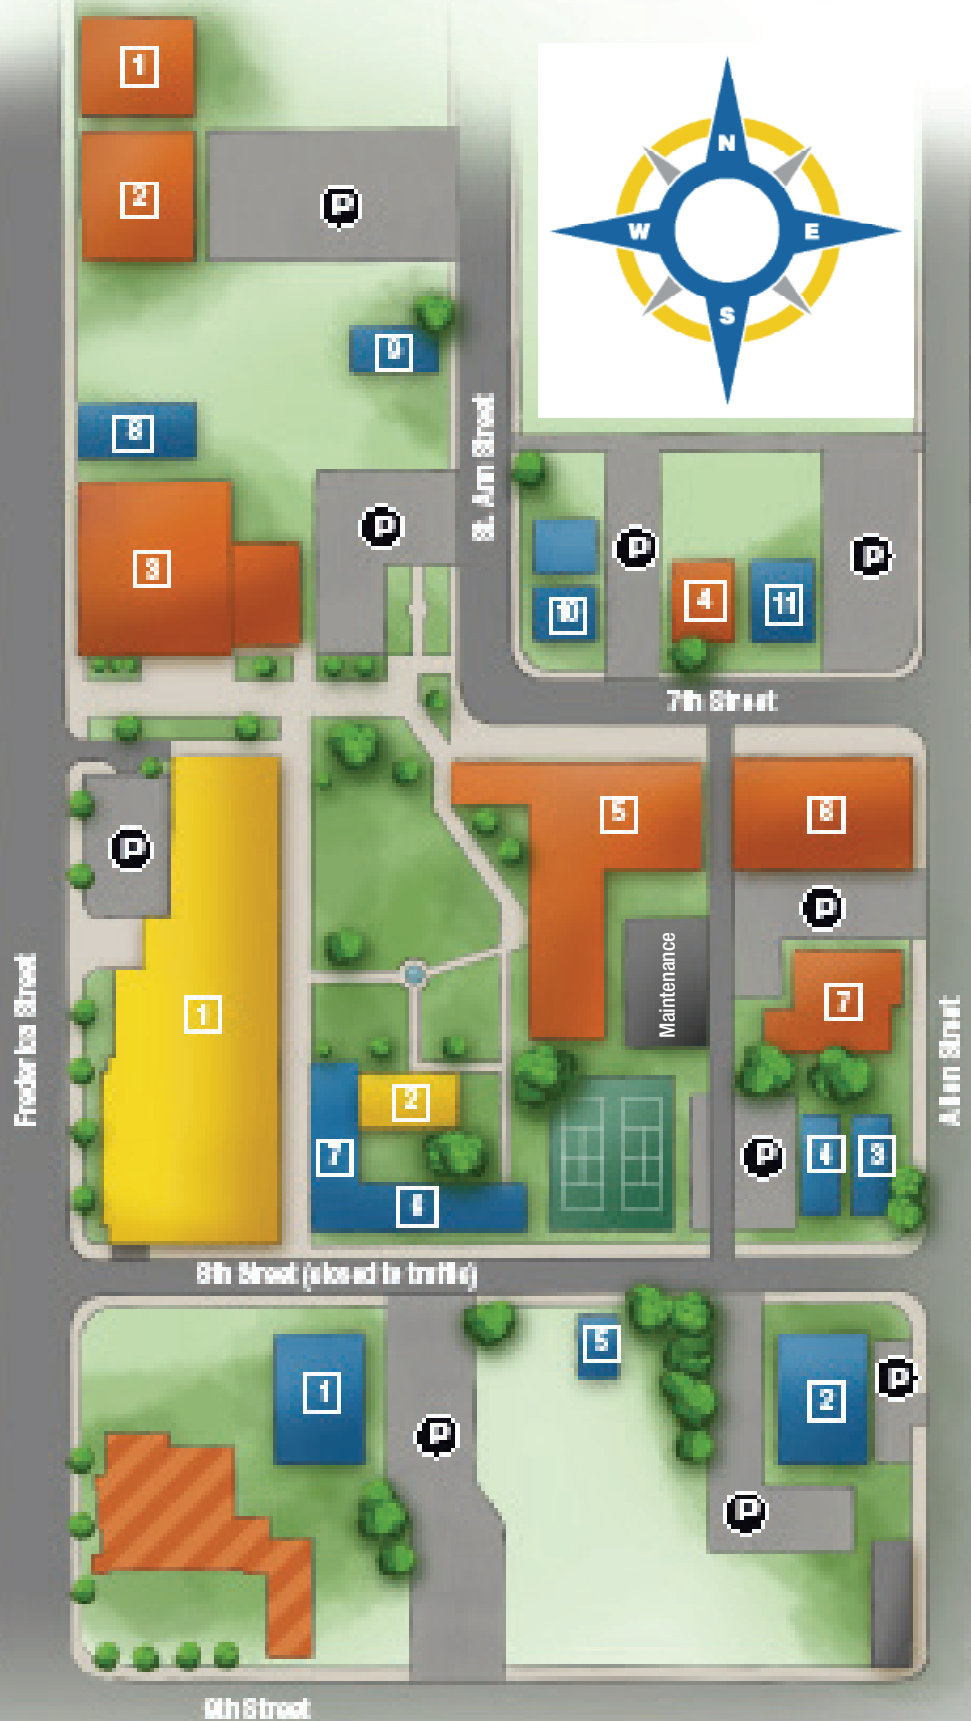 1
N
2
P
W
E
S
9
St. Ann Street
8
P
P
P
3
4
11
10
7th Street
5
6
P
P
Maintenance
7
1
Frederica Street
Allen Street
2
7
P
4
3
6
8th Street (closed to traffic)
5
P
1
2
P
P
9th Street